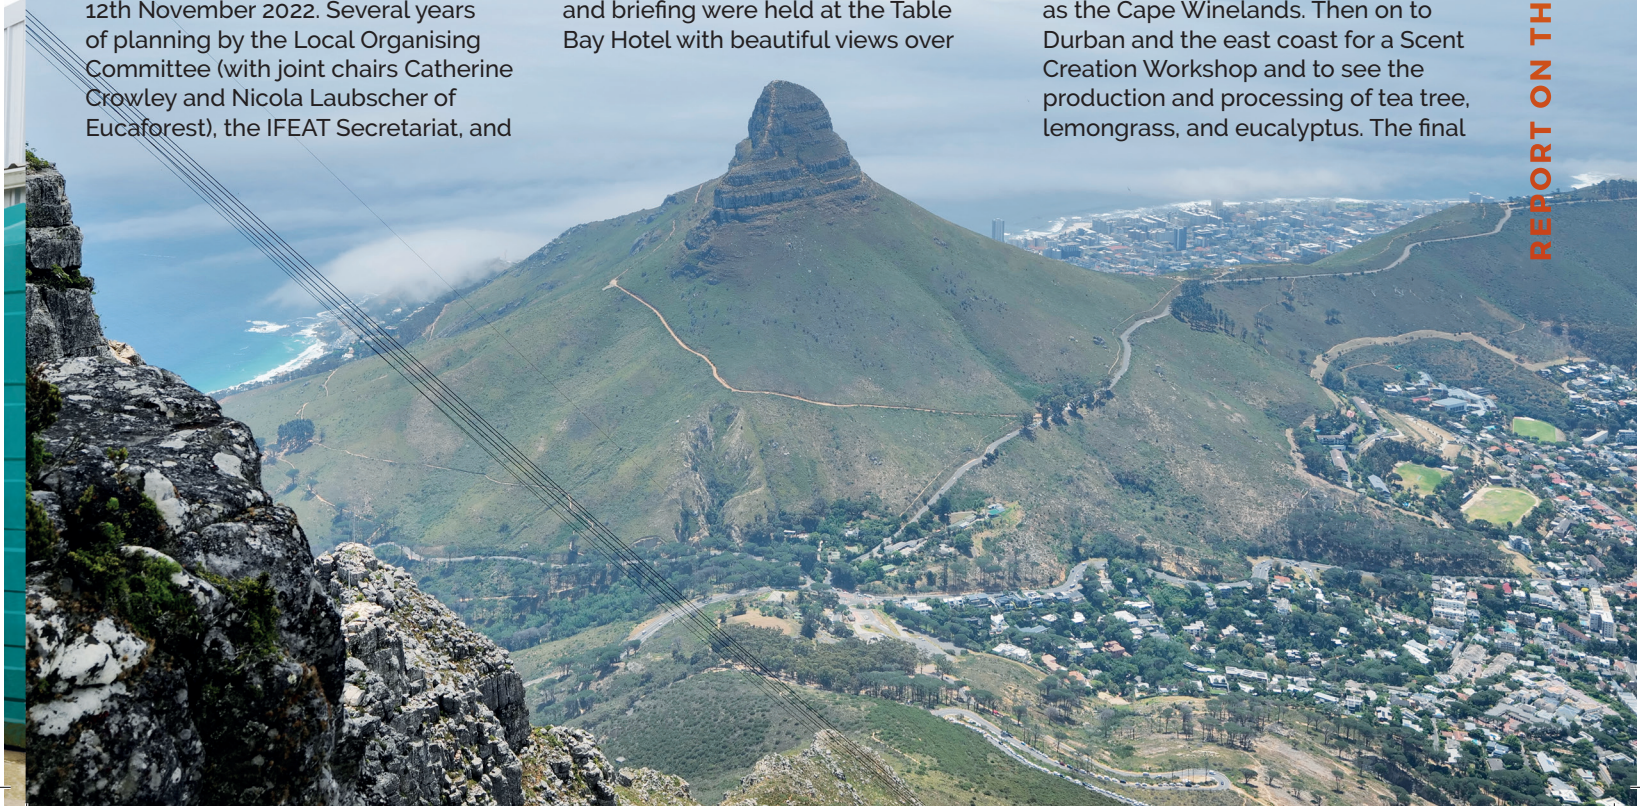 12th November 2022. Several years
of planning by the Local Organising
Committee (with joint chairs Catherine
Crowley and Nicola Laubscher of
Eucaforest), the IFEAT Secretariat, and
and briefing were held at the Table
Bay Hotel with beautiful views over
as the Cape Winelands. Then on to
Durban and the east coast for a Scent
Creation Workshop and to see the
production and processing of tea tree,
lemongrass, and eucalyptus. The final
REPORT ON TH